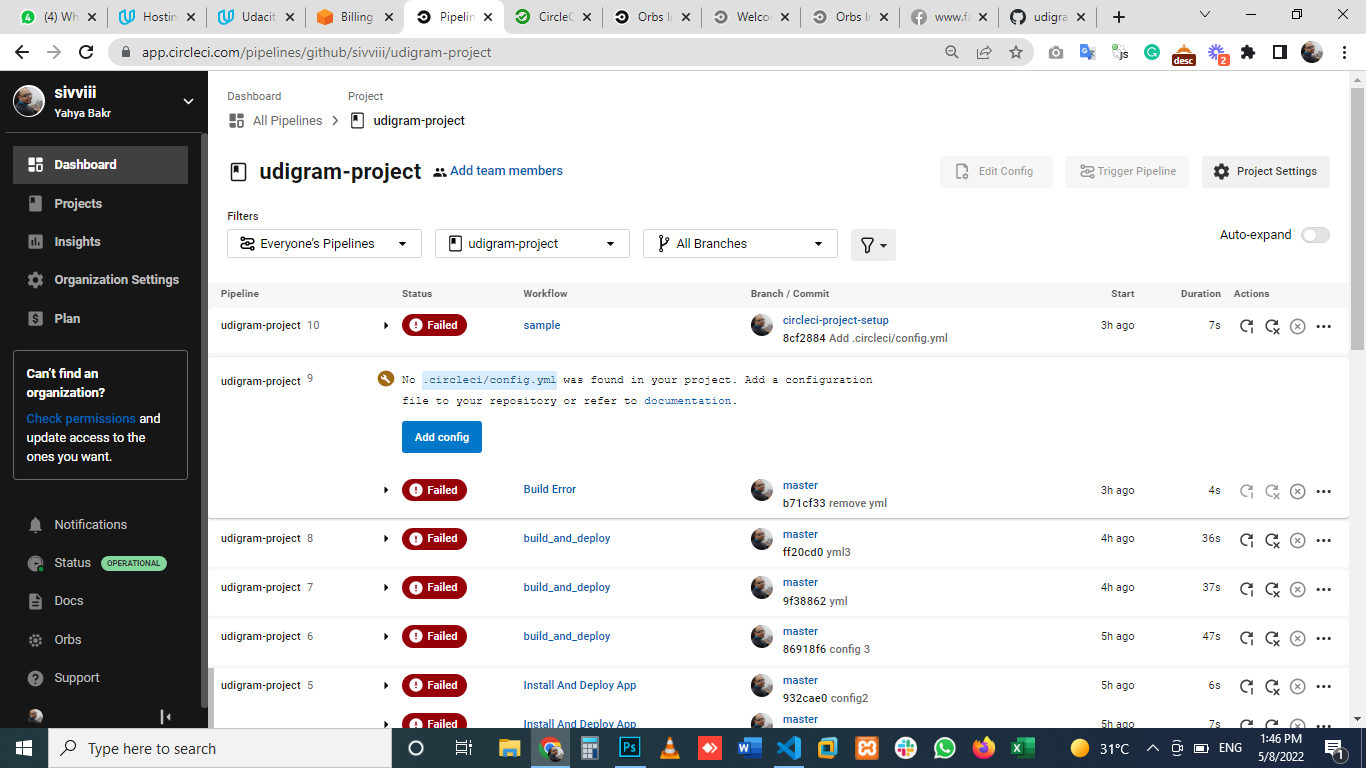 (4) Wh
Hostin
Udacit
Billing
Pipelin
CircleC
Orbs In
Welco
Orbs In
www.fa
udigra
app.circleci.com/pipelines/github/sivviii/udigram-project
JS
desc
2
sivviii
Yahya Bakr
Dashboard
Projects
Insights
Organization Settings
Plan
Can't find an
organization?
Check permissions and
update access to the
ones you want.
Notifications
Status OPERATIONAL
Docs
Orbs
Support
Dashboard Project
All Pipelines udigram-project
udigram-project Add team members
Edit Config Trigger Pipeline Project Settings
Filters
Everyone's Pipelines udigram-project All Branches
Auto-expand
Pipeline Status Workflow Branch / Commit Start Duration Actions
udigram-project 10 Failed sample circleci-project-setup 3h ago 7s
8cf2884 Add .circleci/config.yml
udigram-project 9 No .circleci/config.yml was found in your project. Add a configuration
file to your repository or refer to documentation.
Add config
Failed Build Error master 3h ago 4s
b71cf33 remove yml
udigram-project 8 Failed build_and_deploy master 4h ago 36s
ff20cd0 yml3
udigram-project 7 Failed build_and_deploy master 4h ago 37s
9f38862 yml
udigram-project 6 Failed build_and_deploy master 5h ago 47s
86918f6 config 3
udigram-project 5 Failed Install And Deploy App master 5h ago 6s
932cae0 config2
Failed Install And Deploy App master 5h ago 7s
Type here to search
Ps
31°C
ENG
1:46 PM
5/8/2022
1